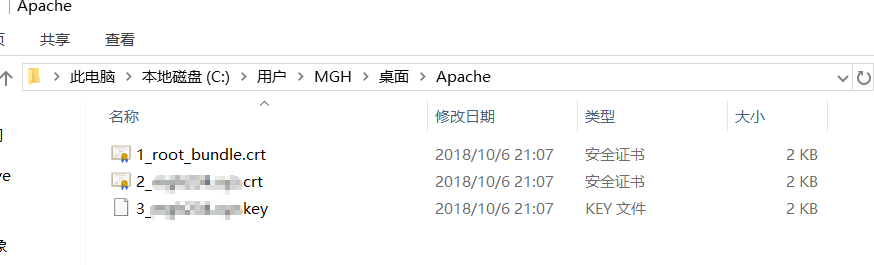 Apache
共享 查看
此电脑 本地磁盘 (C:) 用户 MGH 桌面 Apache
名称 修改日期 类型 大小
1_root_bundle.crt 2018/10/6 21:07 安全证书 2 KB
2_ crt 2018/10/6 21:07 安全证书 2 KB
ve
3_ key 2018/10/6 21:07 KEY 文件 2 KB
象